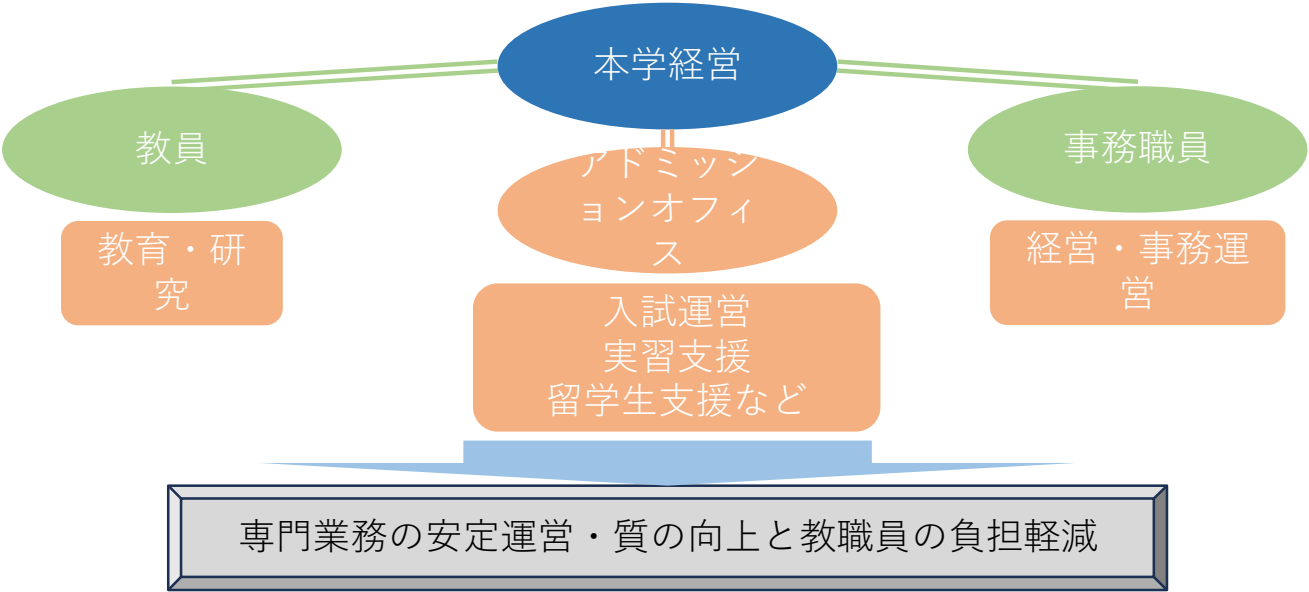 本学経営
教員
事務職員
アドミッシ
ョンオフィ
ス
教育・研
究
経営・事務運
営
入試運営
実習支援
留学生支援など
専門業務の安定運営・質の向上と教職員の負担軽減